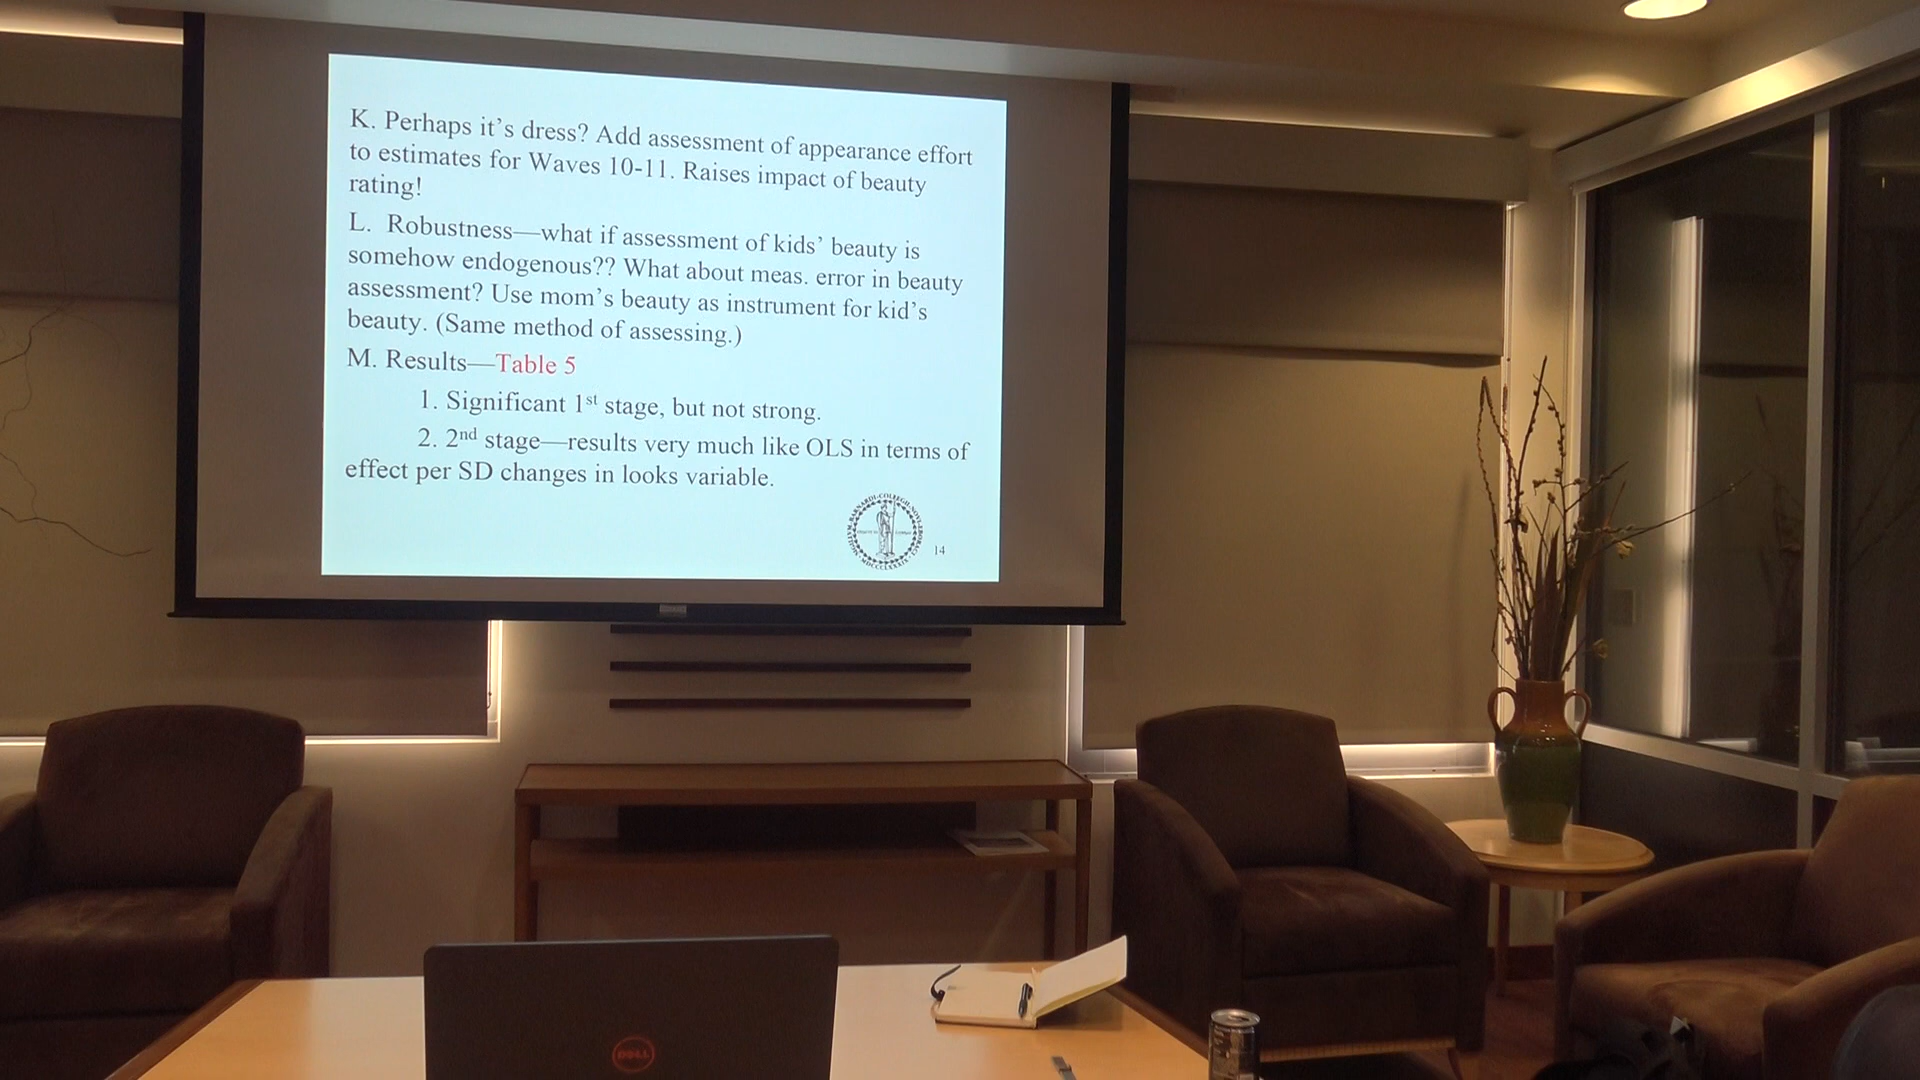 K. Perhaps it's dress? Add assessment of appearance effort
to estimates for Waves 10-11. Raises impact of beauty
rating!
L. Robustness—what if assessment of kids' beauty is
somehow endogenous?? What about meas. error in beauty
assessment? Use mom's beauty as instrument for kid's
beauty. (Same method of assessing.)
M. Results—Table 5
1. Significant 1st stage, but not strong.
2. 2nd stage—results very much like OLS in terms of
effect per SD changes in looks variable.
14
DELL